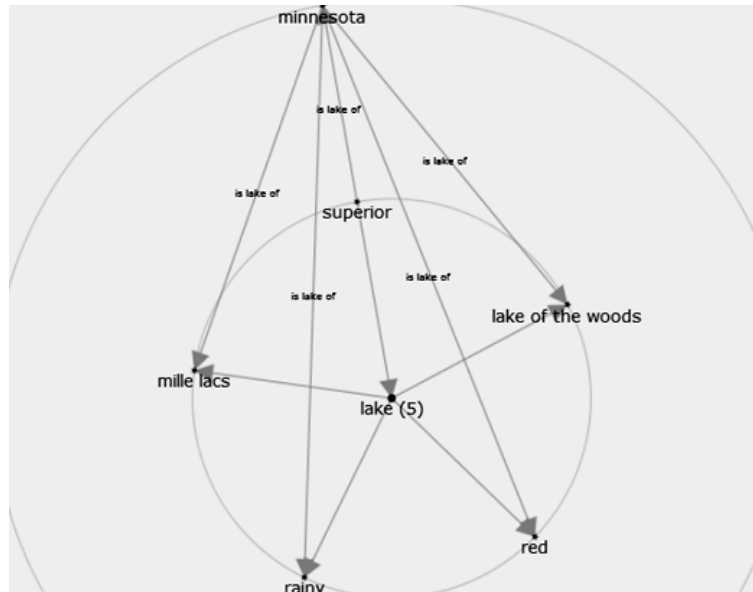 minnesota
is lake of
is lake of
is lake of
superior
is lake of
is lake of
lake of the woods
mille lacs
lake (5)
red
rainy